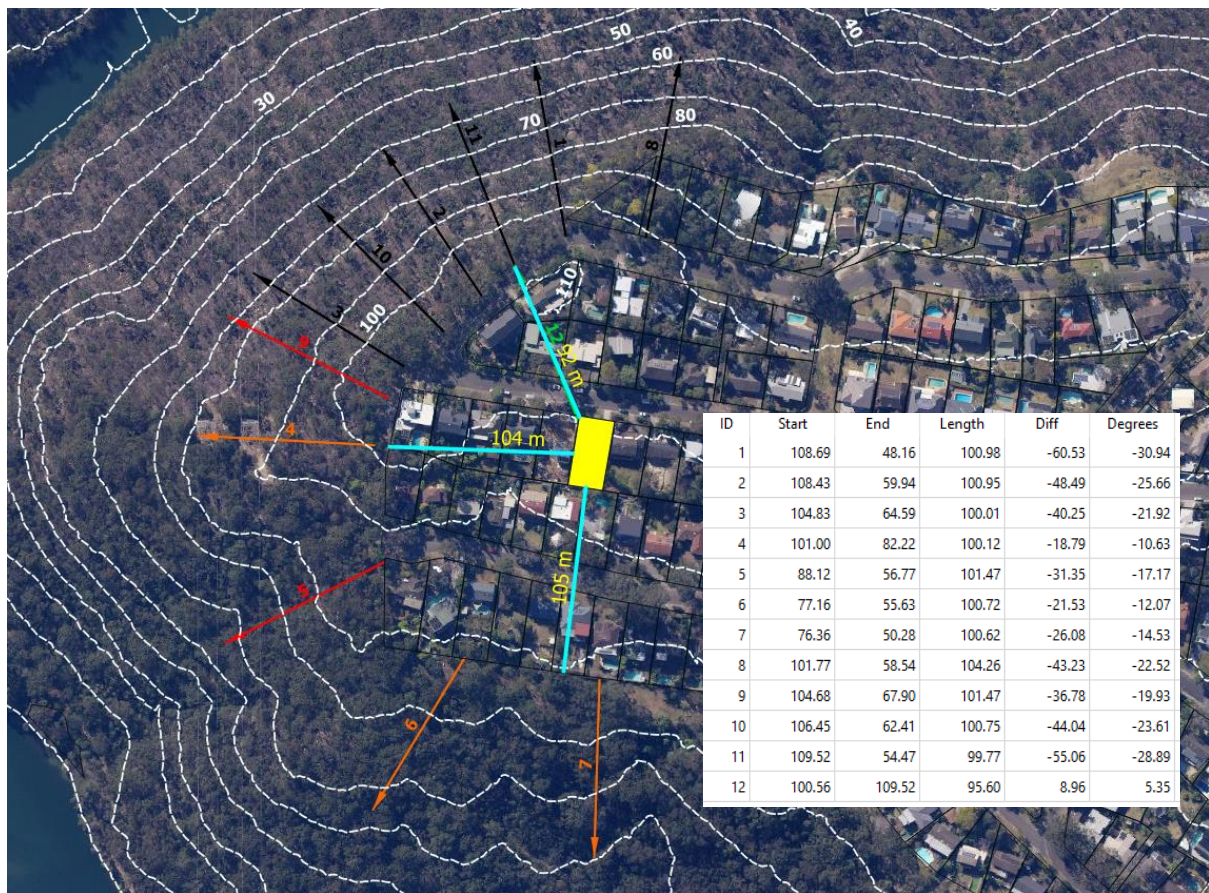 40
50
60
30
80
70
11
1
8
2
10
110
100
3
9
12
92 m
4
104 m
105 m
5
6
7
ID Start End Length Diff Degrees
1 108.69 48.16 100.98 -60.53 -30.94
2 108.43 59.94 100.95 -48.49 -25.66
3 104.83 64.59 100.01 -40.25 -21.92
4 101.00 82.22 100.12 -18.79 -10.63
5 88.12 56.77 101.47 -31.35 -17.17
6 77.16 55.63 100.72 -21.53 -12.07
7 76.36 50.28 100.62 -26.08 -14.53
8 101.77 58.54 104.26 -43.23 -22.52
9 104.68 67.90 101.47 -36.78 -19.93
10 106.45 62.41 100.75 -44.04 -23.61
11 109.52 54.47 99.77 -55.06 -28.89
12 100.56 109.52 95.60 8.96 5.35